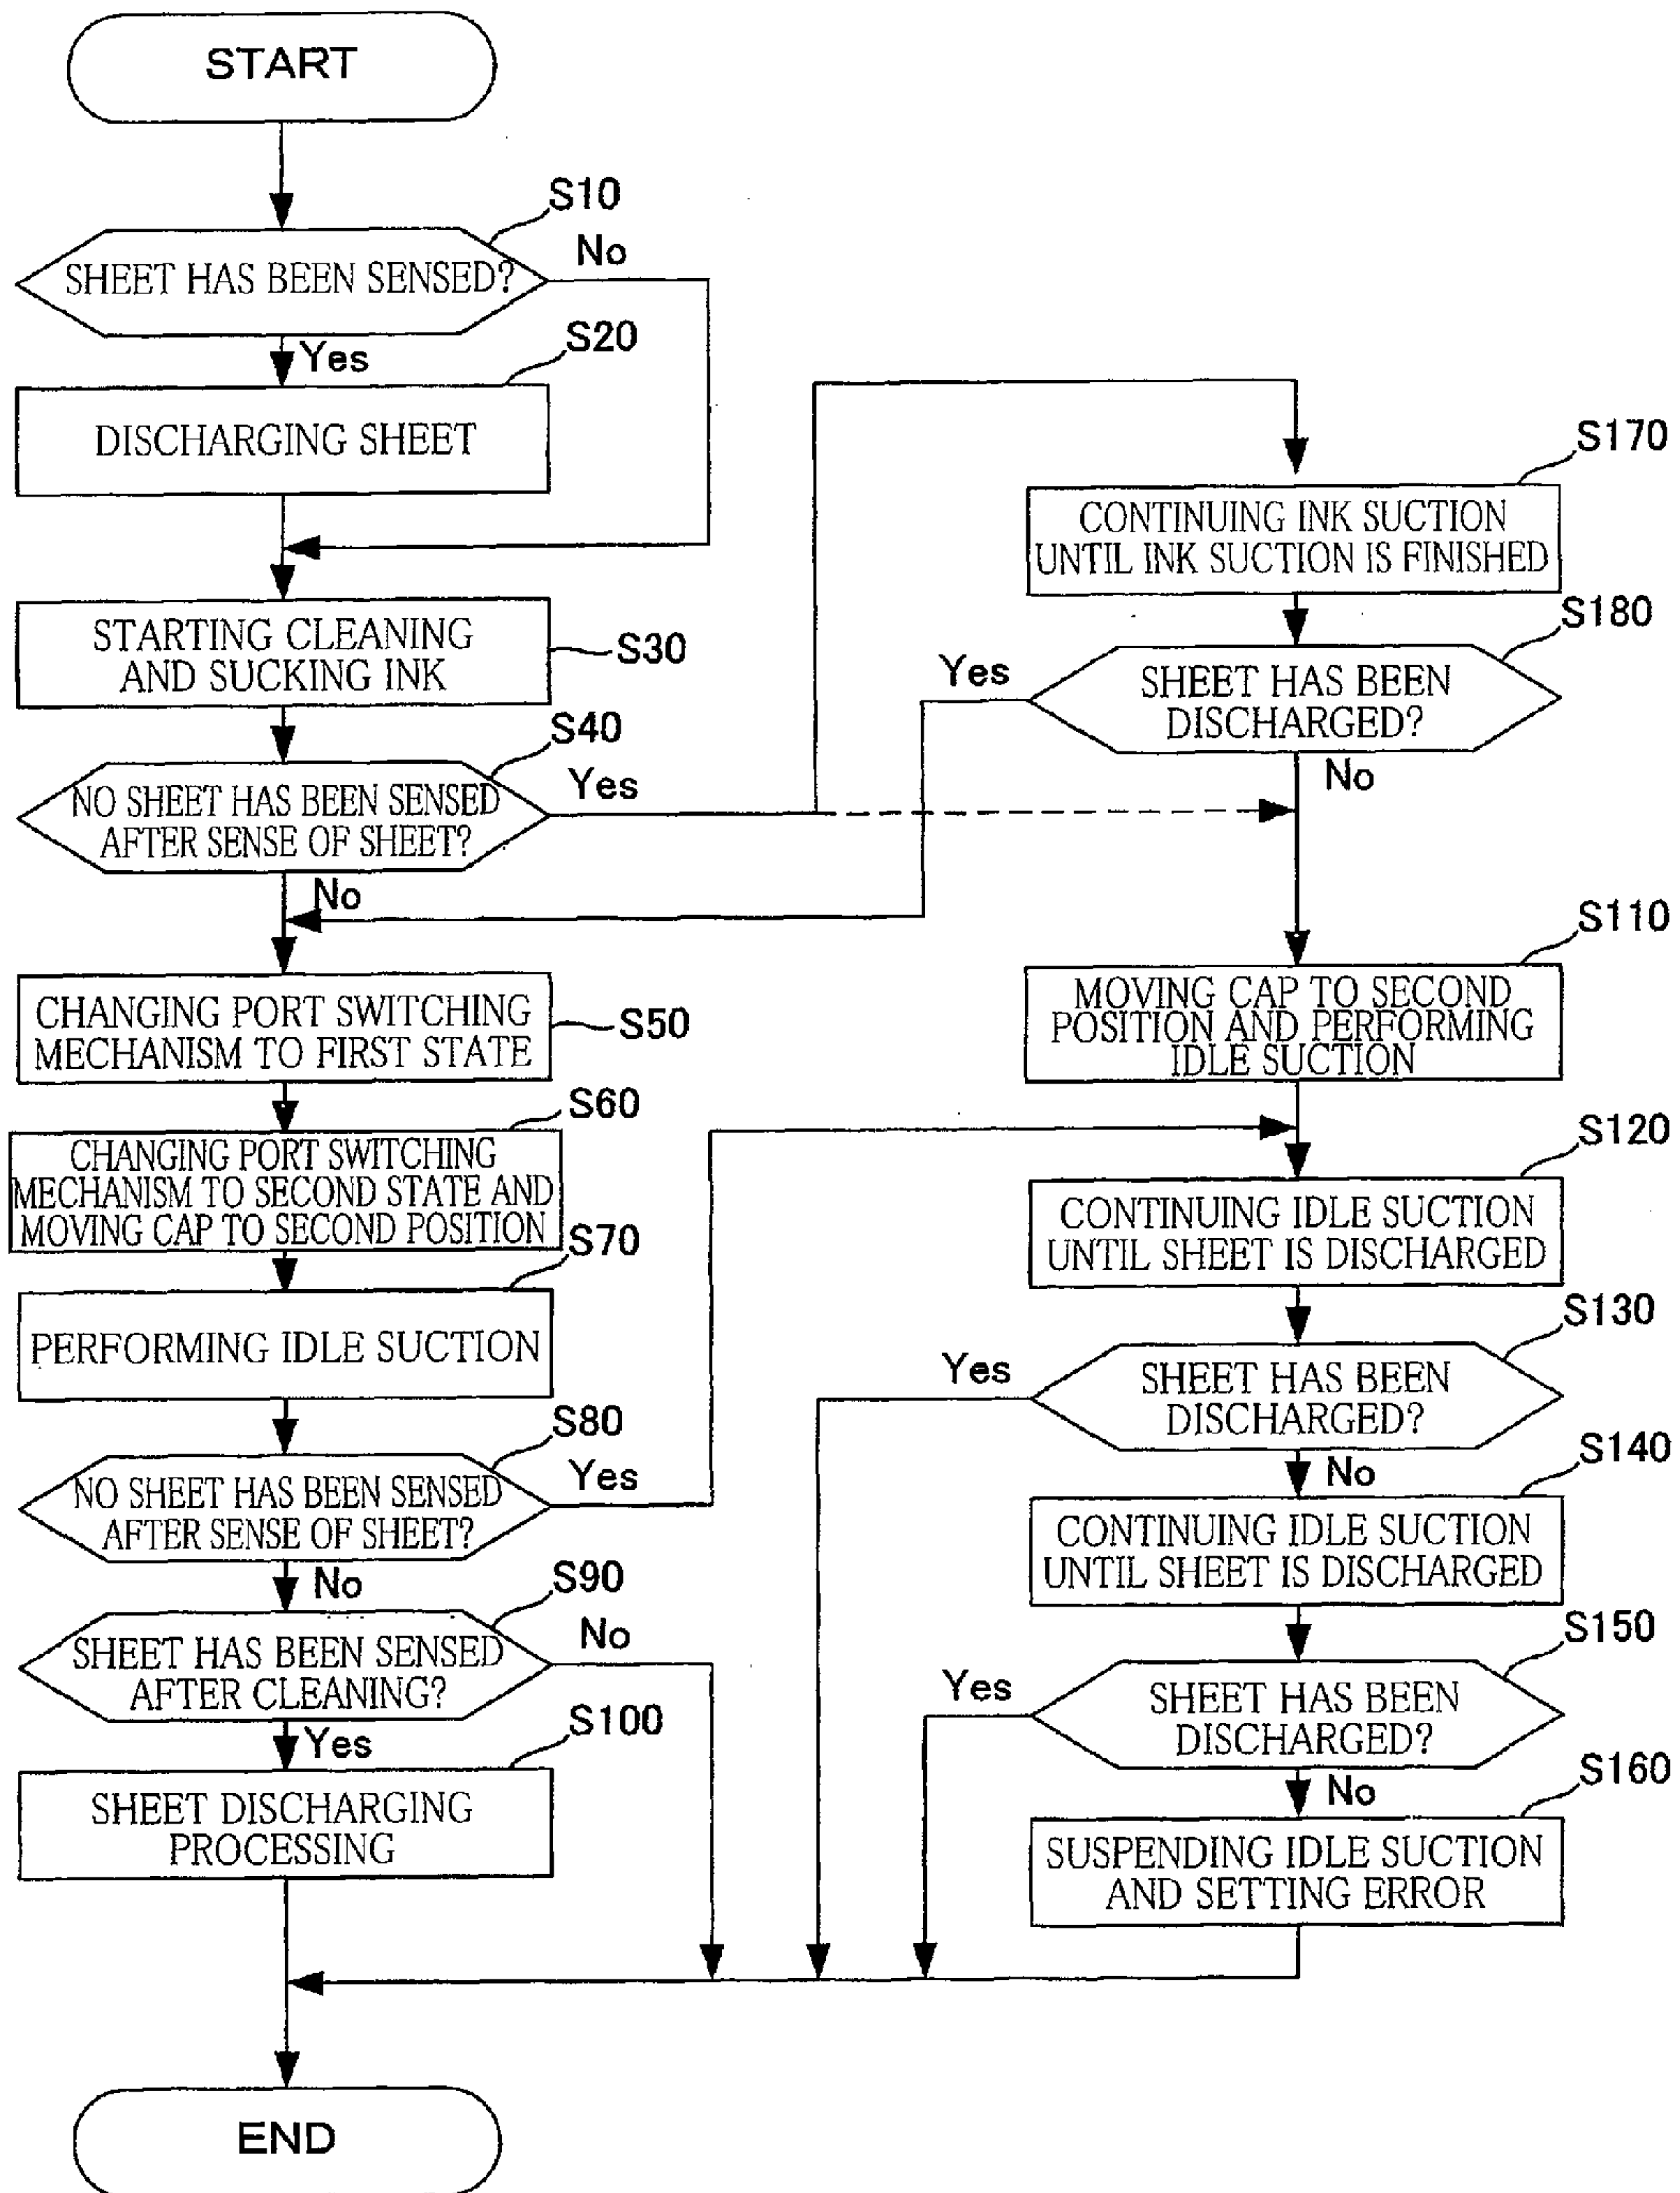 START
S10
SHEET HAS BEEN SENSED?
No
Yes
S20
DISCHARGING SHEET
STARTING CLEANING
AND SUCKING INK
S30
S40
NO SHEET HAS BEEN SENSED
AFTER SENSE OF SHEET?
Yes
No
CHANGING PORT SWITCHING
MECHANISM TO FIRST STATE
S50
S60
CHANGING PORT SWITCHING
MECHANISM TO SECOND STATE AND
MOVING CAP TO SECOND POSITION
S70
PERFORMING IDLE SUCTION
S80
NO SHEET HAS BEEN SENSED
AFTER SENSE OF SHEET?
Yes
No
S90
SHEET HAS BEEN SENSED
AFTER CLEANING?
No
Yes
S100
SHEET DISCHARGING
PROCESSING
END
S170
CONTINUING INK SUCTION
UNTIL INK SUCTION IS FINISHED
S180
SHEET HAS BEEN
DISCHARGED?
Yes
No
S110
MOVING CAP TO SECOND
POSITION AND PERFORMING
IDLE SUCTION
S120
CONTINUING IDLE SUCTION
UNTIL SHEET IS DISCHARGED
S130
SHEET HAS BEEN
DISCHARGED?
Yes
No
S140
CONTINUING IDLE SUCTION
UNTIL SHEET IS DISCHARGED
S150
SHEET HAS BEEN
DISCHARGED?
Yes
No
S160
SUSPENDING IDLE SUCTION
AND SETTING ERROR